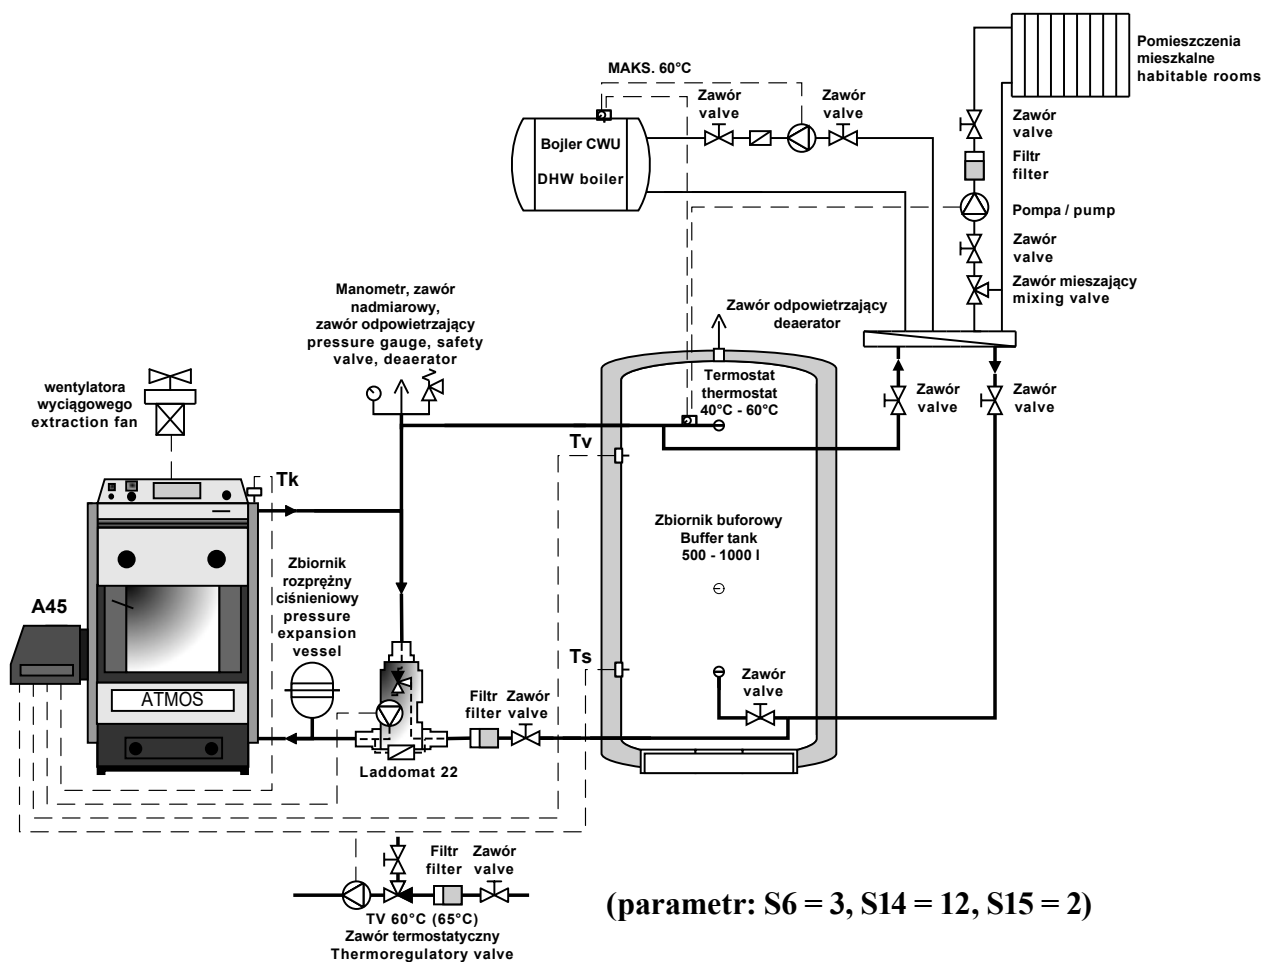 Pomieszczenia
mieszkalne
habitable rooms
MAKS. 60°C
Zawór
valve
Zawór
valve
Zawór
valve
Bojler CWU
DHW boiler
Filtr
filter
Pompa / pump
Zawór
valve
Zawór mieszający
mixing valve
Manometr, zawór
nadmiarowy,
zawór odpowietrzający
pressure gauge, safety
valve, deaerator
Zawór odpowietrzający
deaerator
wentylatora
wyciągowego
extraction fan
Termostat
thermostat
40°C - 60°C
Zawór
valve
Zawór
valve
Tv
Tk
Zbiornik buforowy
Buffer tank
500 - 1000 l
Zbiornik
rozprężny
ciśnieniowy
pressure
expansion
vessel
A45
Ts
ATMOS
Zawór
valve
Filtr
filter
Zawór
valve
Laddomat 22
Filtr
filter
Zawór
valve
TV 60°C (65°C)
Zawór termostatyczny
Thermoregulatory valve
(parametr: S6 = 3, S14 = 12, S15 = 2)